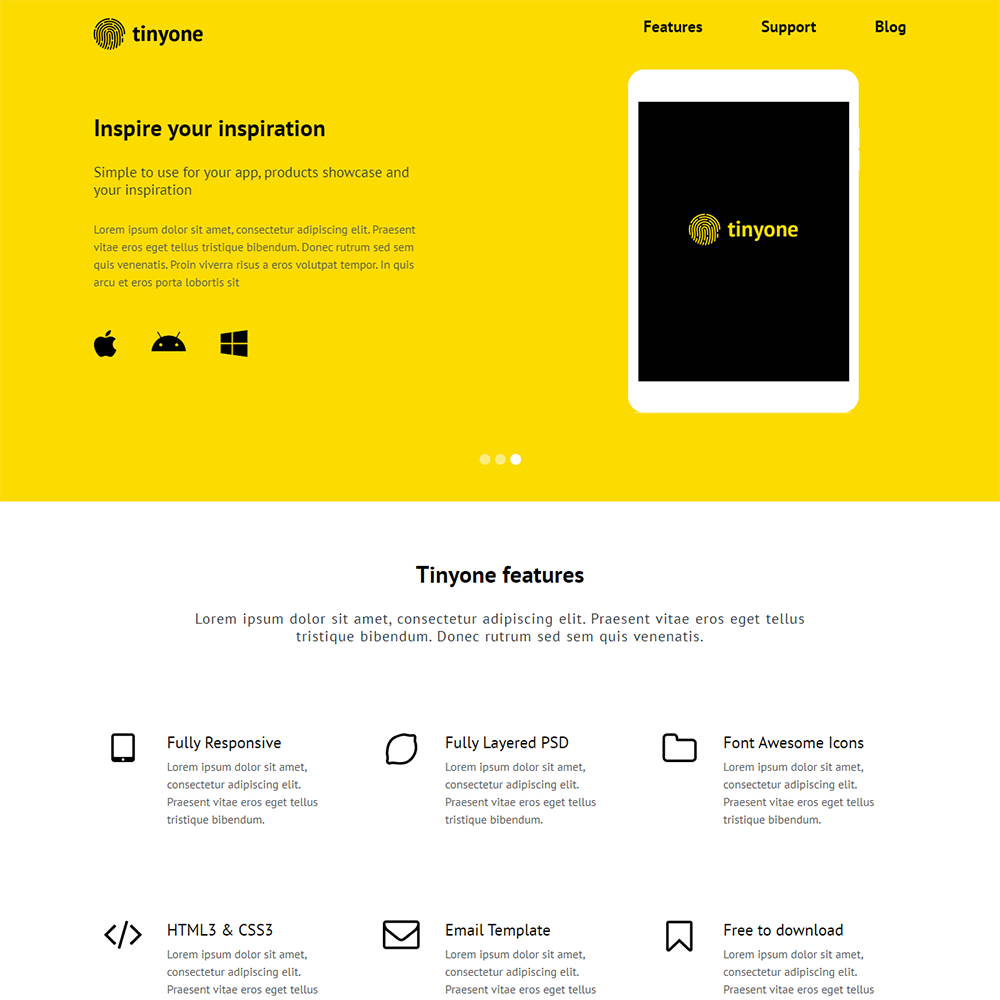 tinyone
Features Support Blog
Inspire your inspiration
Simple to use for your app, products showcase and
your inspiration
Lorem ipsum dolor sit amet, consectetur adipiscing elit. Praesent
vitae eros eget tellus tristique bibendum. Donec rutrum sed sem
quis venenatis. Proin viverra risus a eros volutpat tempor. In quis
arcu et eros porta lobortis sit
tinyone
Tinyone features
Lorem ipsum dolor sit amet, consectetur adipiscing elit. Praesent vitae eros eget tellus
tristique bibendum. Donec rutrum sed sem quis venenatis.
Fully Responsive
Lorem ipsum dolor sit amet,
consectetur adipiscing elit.
Praesent vitae eros eget tellus
tristique bibendum.
Fully Layered PSD
Lorem ipsum dolor sit amet,
consectetur adipiscing elit.
Praesent vitae eros eget tellus
tristique bibendum.
Font Awesome Icons
Lorem ipsum dolor sit amet,
consectetur adipiscing elit.
Praesent vitae eros eget tellus
tristique bibendum.
HTML3 & CSS3
Lorem ipsum dolor sit amet,
consectetur adipiscing elit.
Praesent vitae eros eget tellus
Email Template
Lorem ipsum dolor sit amet,
consectetur adipiscing elit.
Praesent vitae eros eget tellus
Free to download
Lorem ipsum dolor sit amet,
consectetur adipiscing elit.
Praesent vitae eros eget tellus